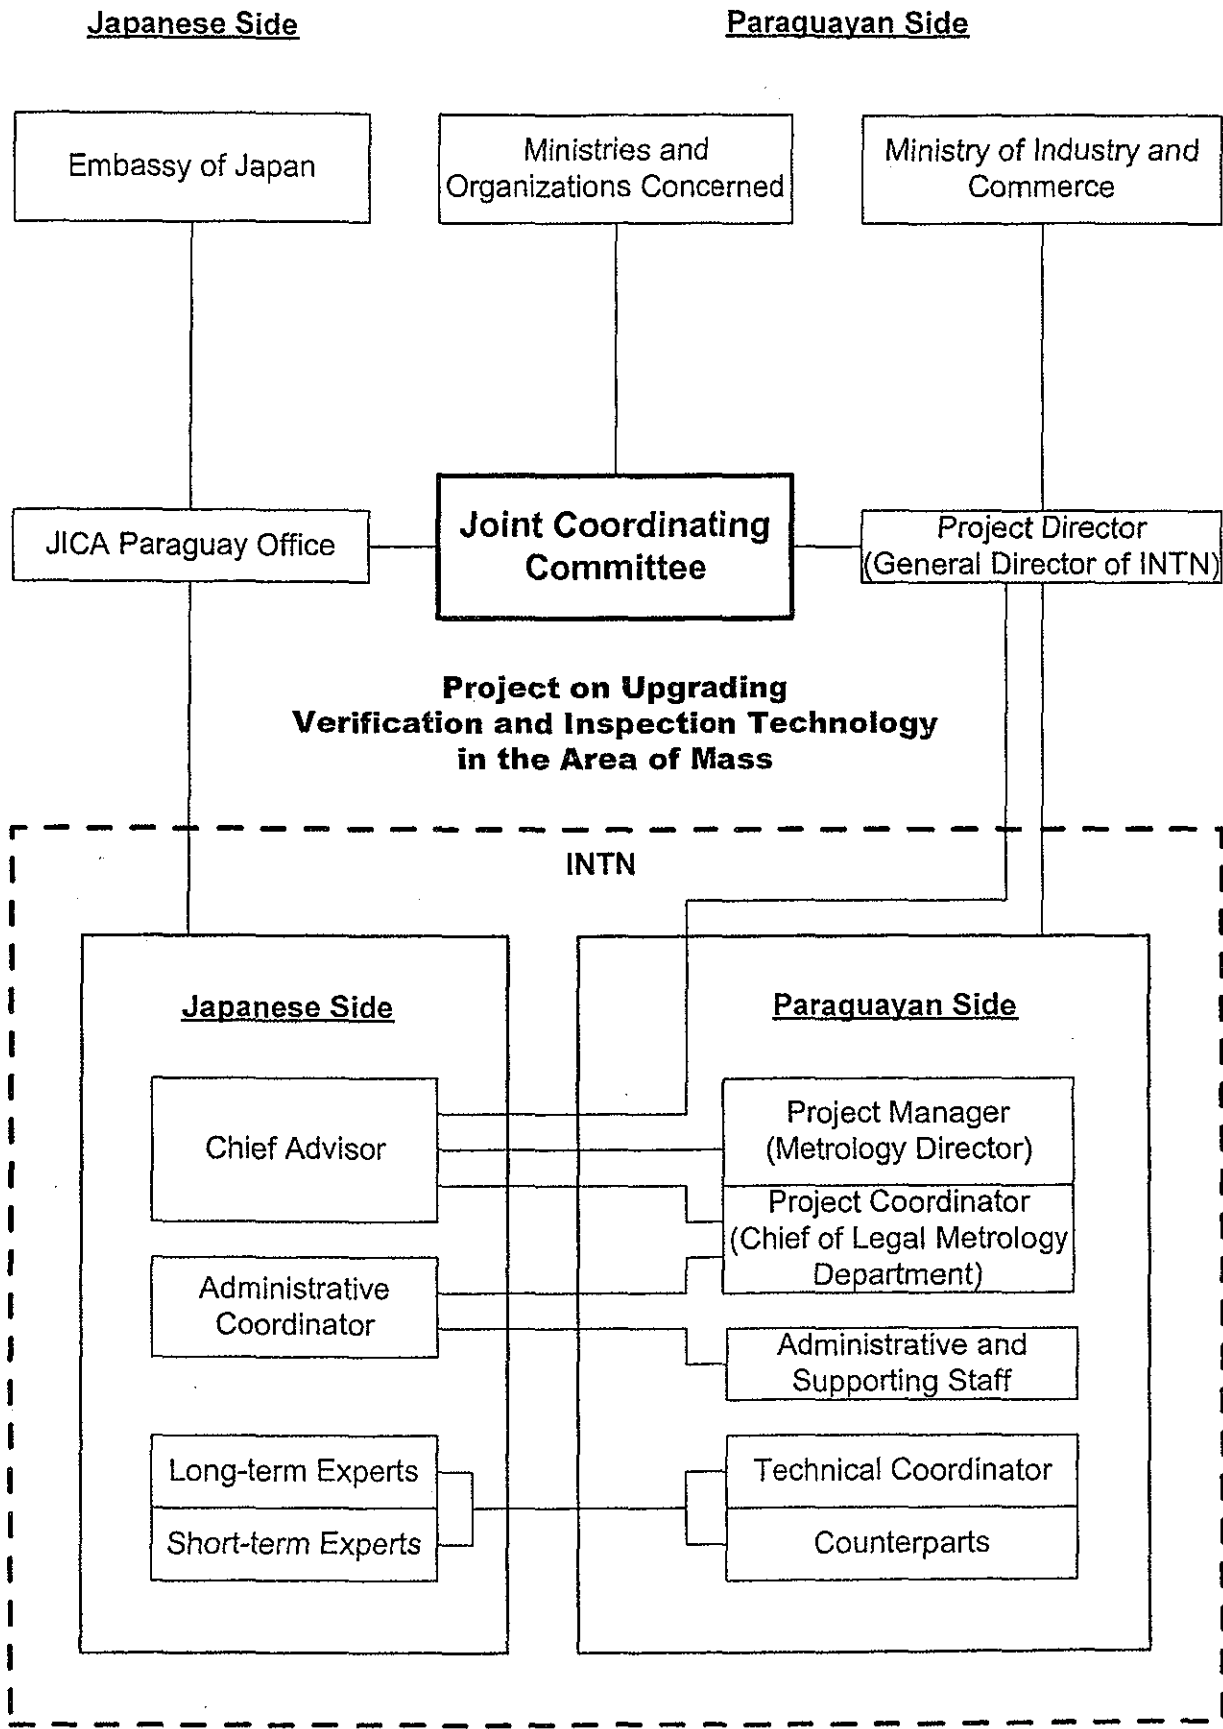 Japanese Side
Paraguayan Side
Embassy of Japan
Ministries and
Organizations Concerned
Ministry of Industry and
Commerce
JICA Paraguay Office
Joint Coordinating
Committee
Project Director
(General Director of INTN)
Project on Upgrading
Verification and Inspection Technology
in the Area of Mass
INTN
Japanese Side
Chief Advisor
Administrative
Coordinator
Long-term Experts
Short-term Experts
Paraguayan Side
Project Manager
(Metrology Director)
Project Coordinator
(Chief of Legal Metrology
Department)
Administrative and
Supporting Staff
Technical Coordinator
Counterparts